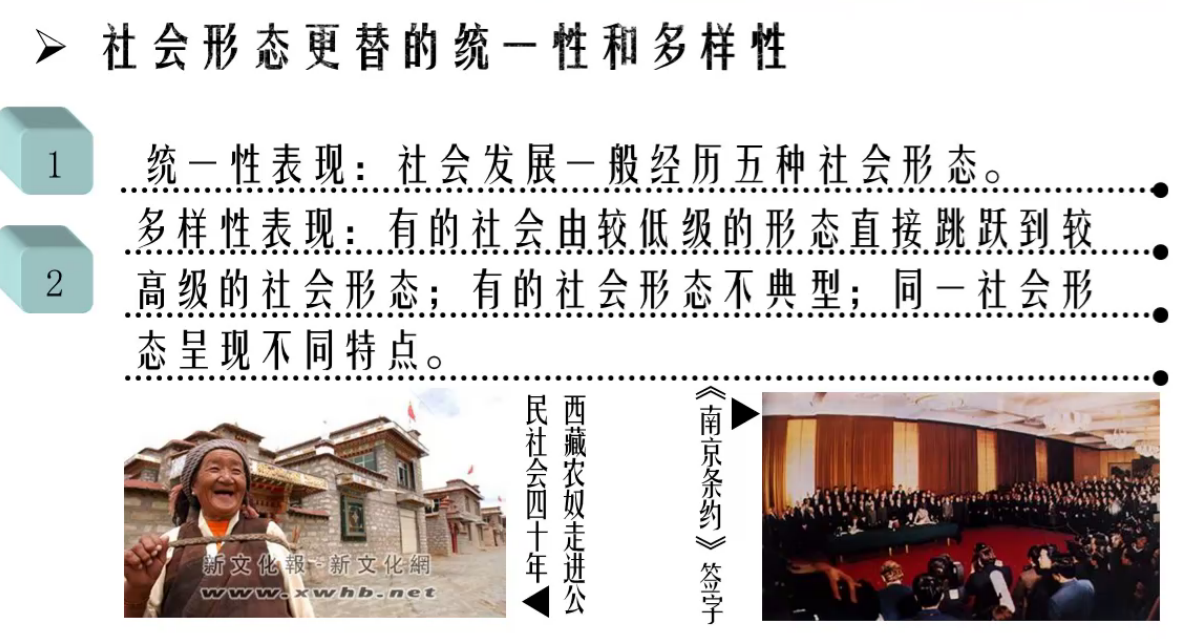 社会形态更替的统一性和多样性
1
统一性表现：社会发展一般经历五种社会形态。
2
多样性表现：有的社会由较低级的形态直接跳跃到较
高级的社会形态；有的社会形态不典型；同一社会形
态呈现不同特点。
西藏农奴走进公
民社会四十年
《南京条约》签字
新文化報-新文化網
www.xwhb.net